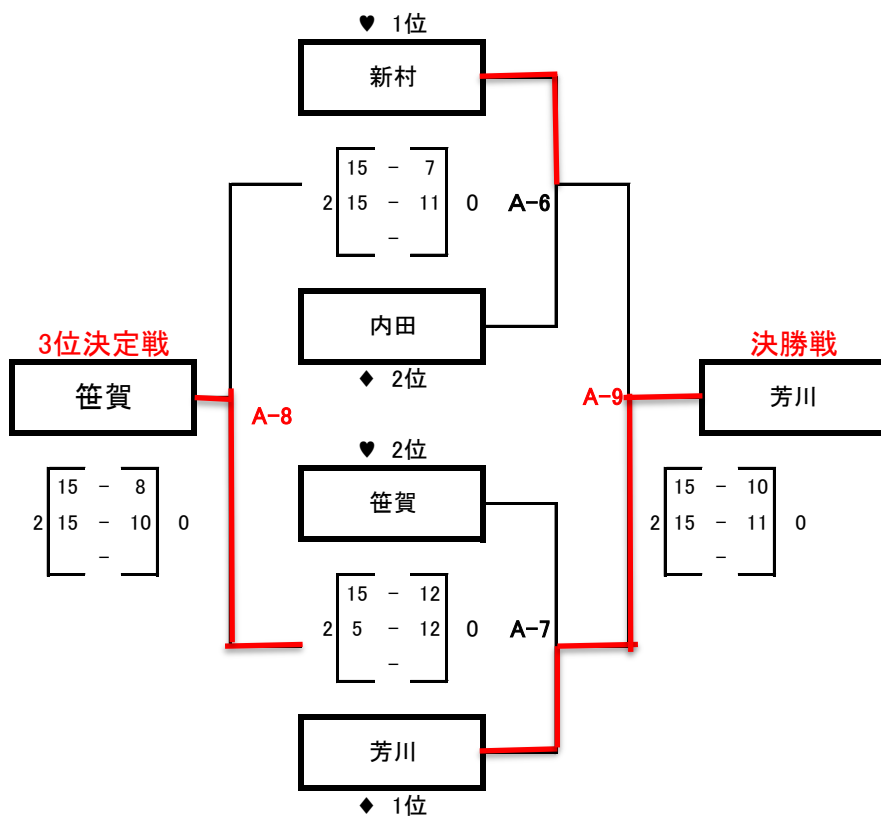 ♥ 1位
新村
15 - 7
2 15 - 11 0 A-6
-
内田
3位決定戦
決勝戦
♦ 2位
笹賀
A-8
A-9
芳川
♥ 2位
笹賀
15 - 8
2 15 - 10 0
-
15 - 10
2 15 - 11 0
-
15 - 12
2 5 - 12 0 A-7
-
芳川
♦ 1位